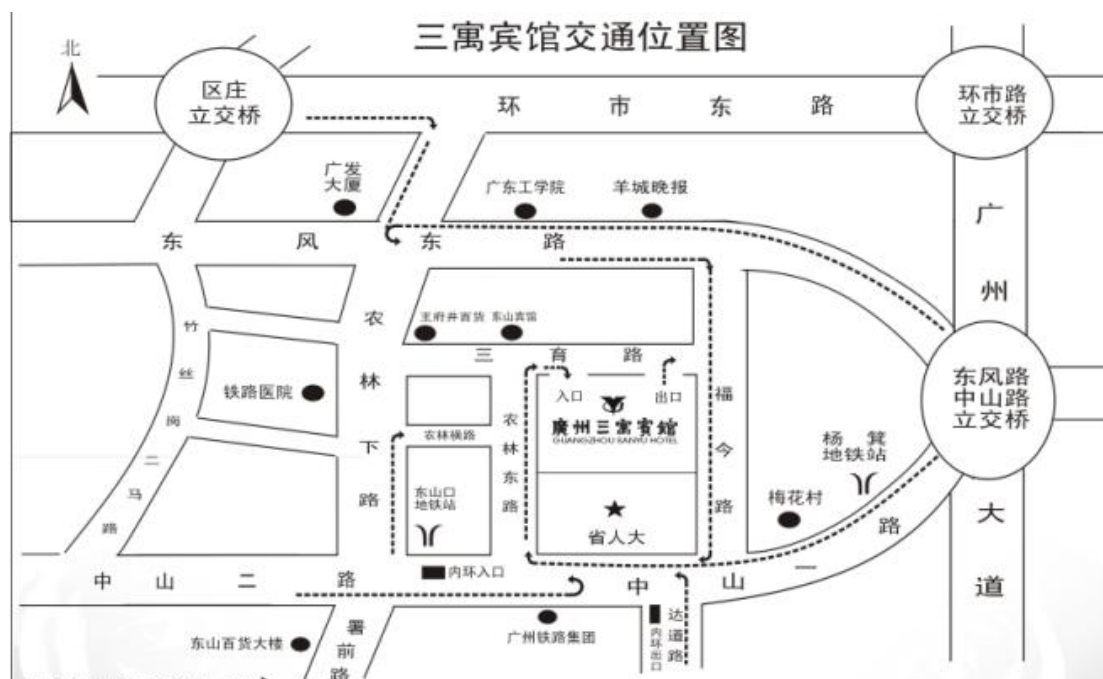 三寓宾馆交通位置图
北
区庄
立交桥
环市东路
环市路
立交桥
广发
大厦
广东工学院
羊城晚报
广州大道
东风东路
农林下路
王府井百货
东山宾馆
竹丝岗二马路
三育路
铁路医院
入口
出口
廣州三寓賓館
GUANGZHOU SANYU HOTEL
福今路
东风路
中山路
立交桥
农林横路
农林东路
杨箕
地铁站
东山口
地铁站
梅花村
省人大
中山二路
内环入口
中山一路
东山百货大楼
署前路
广州铁路集团
内环出口
达道路